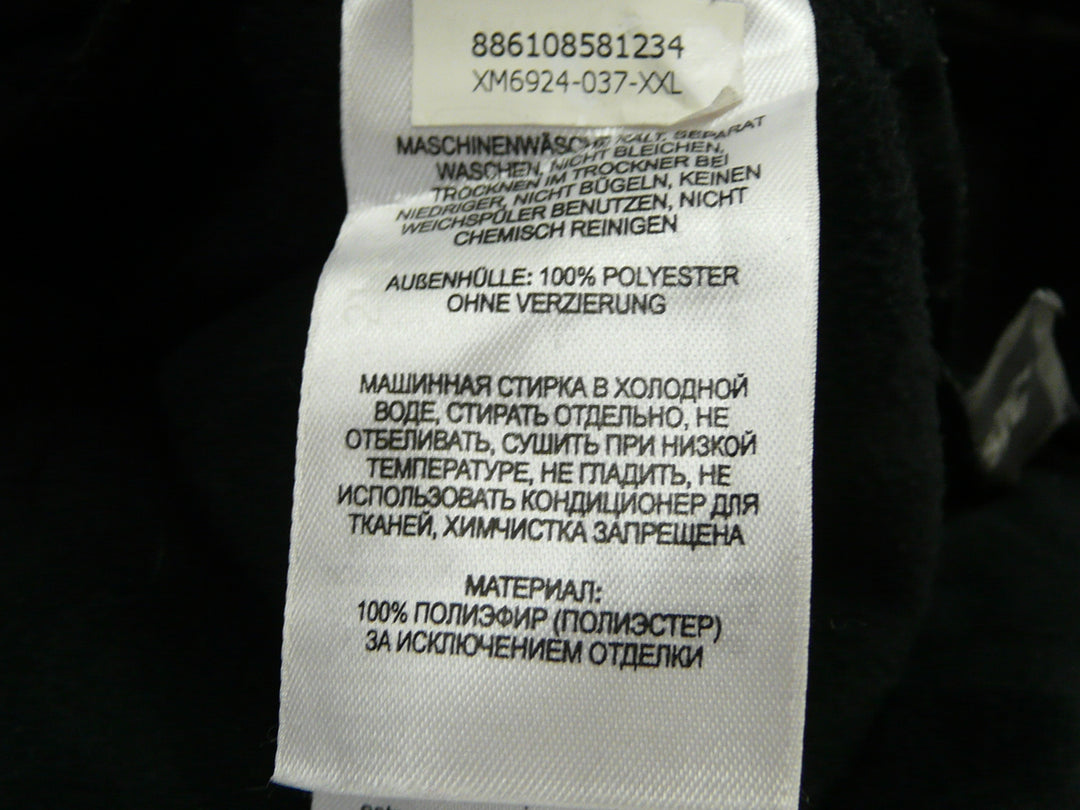 886108581234
XM6924-037-XXL
MASCHINENWÄSCHE, KALT, SEPARAT
WASCHEN, NICHT BLEICHEN,
TROCKNEN IM TROCKNER BEI
NIEDRIGER, NICHT BÜGELN, KEINEN
WEICHSPÜLER BENUTZEN, NICHT
CHEMISCH REINIGEN
AUßENHÜLLE: 100% POLYESTER
OHNE VERZIERUNG
МАШИННАЯ СТИРКА В ХОЛОДНОЙ
ВОДЕ, СТИРАТЬ ОТДЕЛЬНО, НЕ
ОТБЕЛИВАТЬ, СУШИТЬ ПРИ НИЗКОЙ
ТЕМПЕРАТУРЕ, НЕ ГЛАДИТЬ, НЕ
ИСПОЛЬЗОВАТЬ КОНДИЦИОНЕР ДЛЯ
ТКАНЕЙ, ХИМЧИСТКА ЗАПРЕЩЕНА
МАТЕРИАЛ:
100% ПОЛИЭФИР (ПОЛИЭСТЕР)
ЗА ИСКЛЮЧЕНИЕМ ОТДЕЛКИ